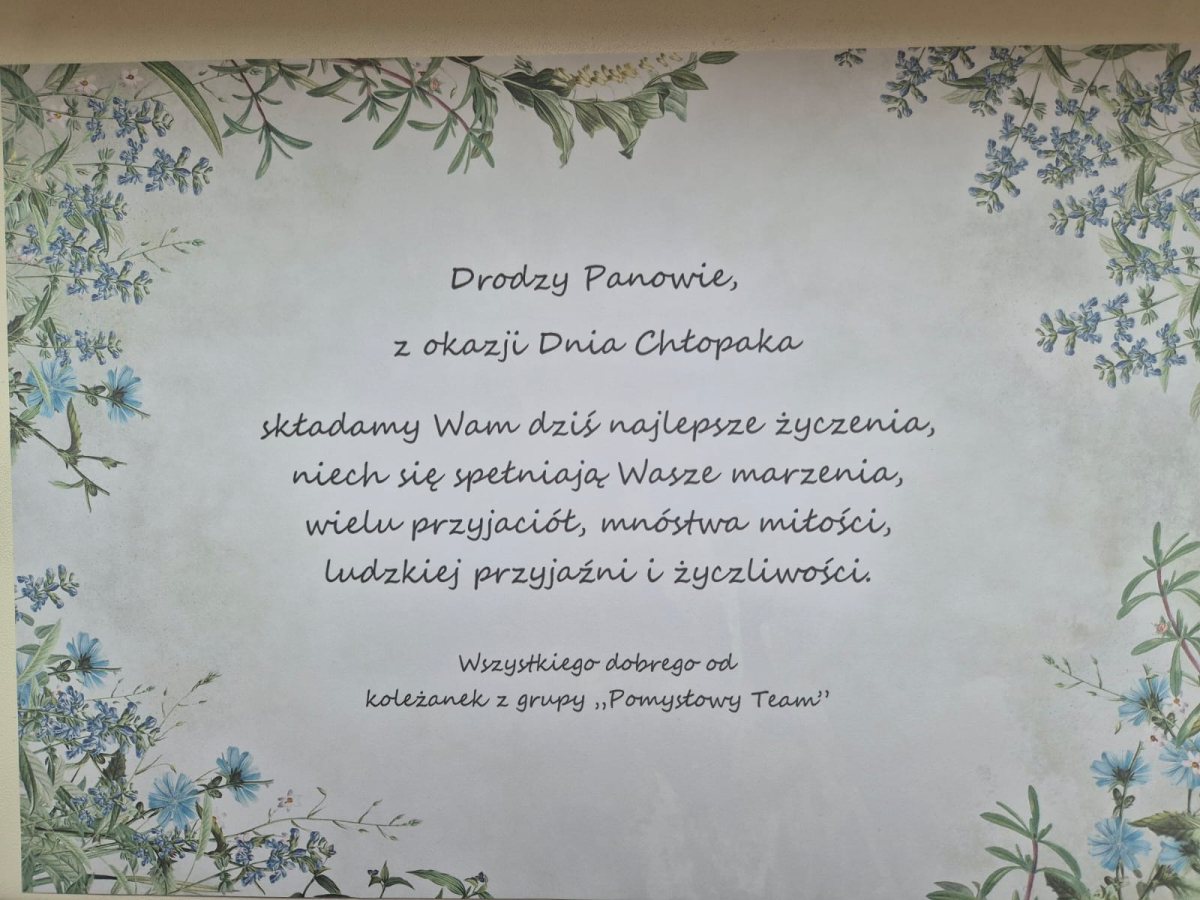 Drodzy Panowie,
z okazji Dnia Chłopaka
składamy Wam dziś najlepsze życzenia,
niech się spełniają Wasze marzenia,
wielu przyjaciół, mnóstwa miłości,
ludzkiej przyjaźni i życzliwości.
Wszystkiego dobrego od
koleżanek z grupy ,,Pomysłowy Team”